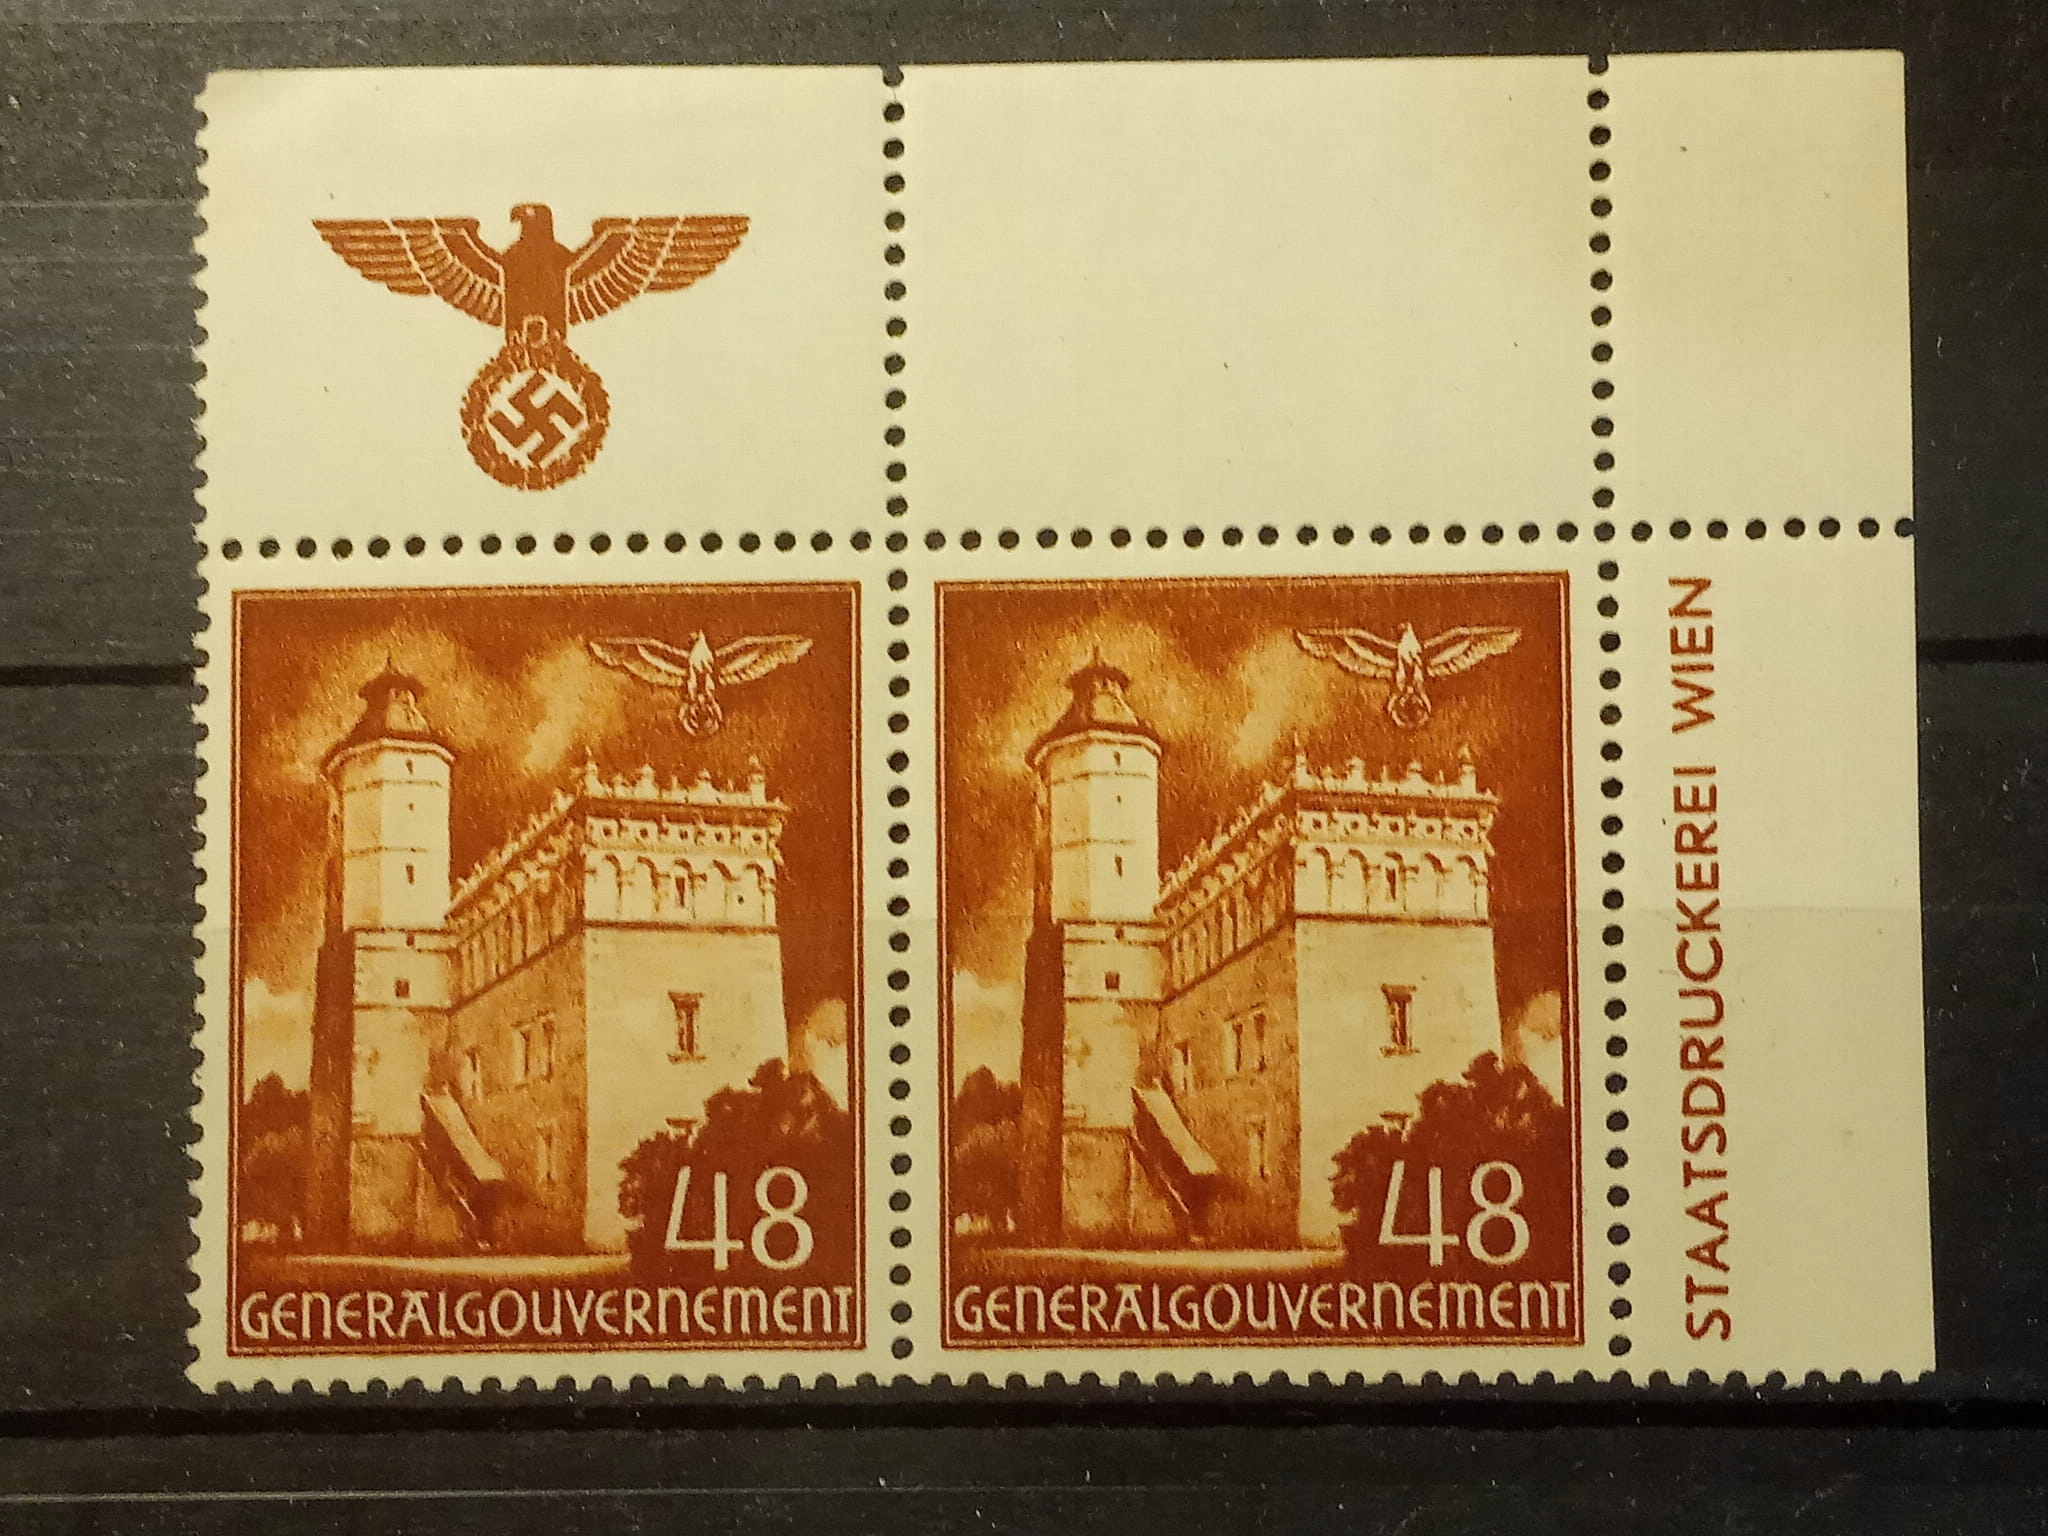 48
GENERALGOUVERNEMENT
48
GENERALGOUVERNEMENT
STAATSDRUCKEREI WIEN